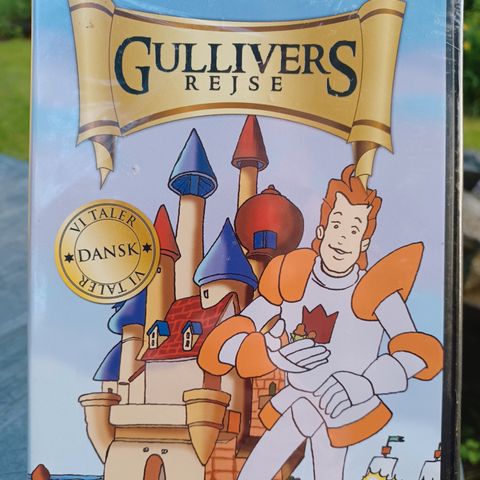 GULLIVERS
REJSE
VI TALER
DANSK
VI TALER